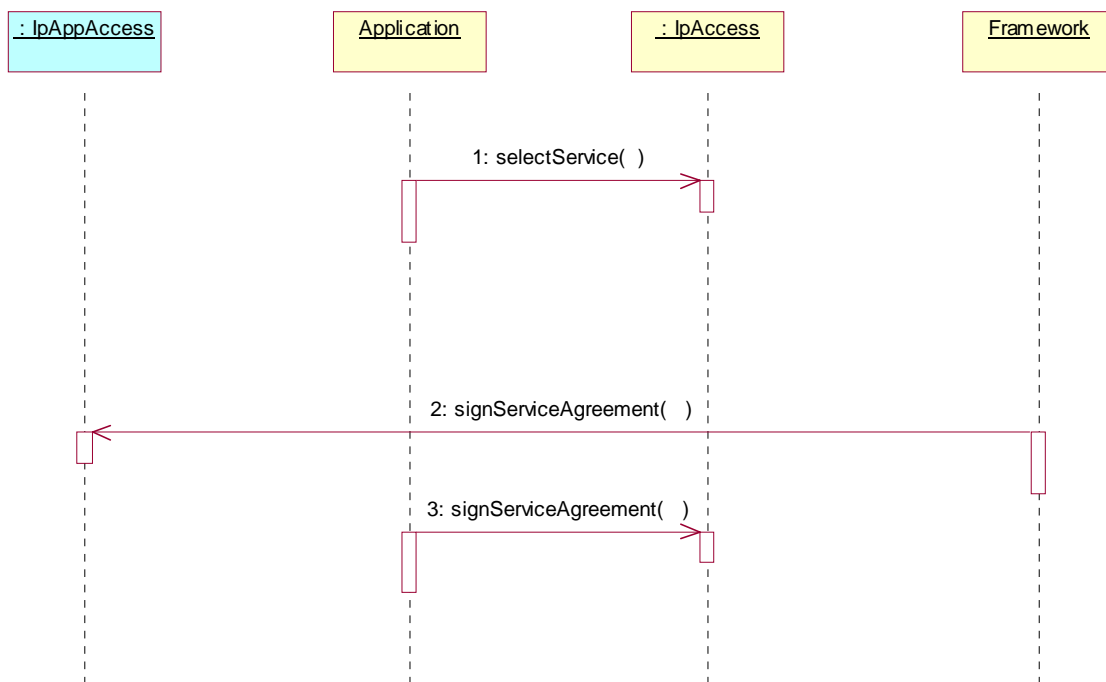 : IpAppAccess
Application
: IpAccess
Framework
1: selectService( )
2: signServiceAgreement( )
3: signServiceAgreement( )